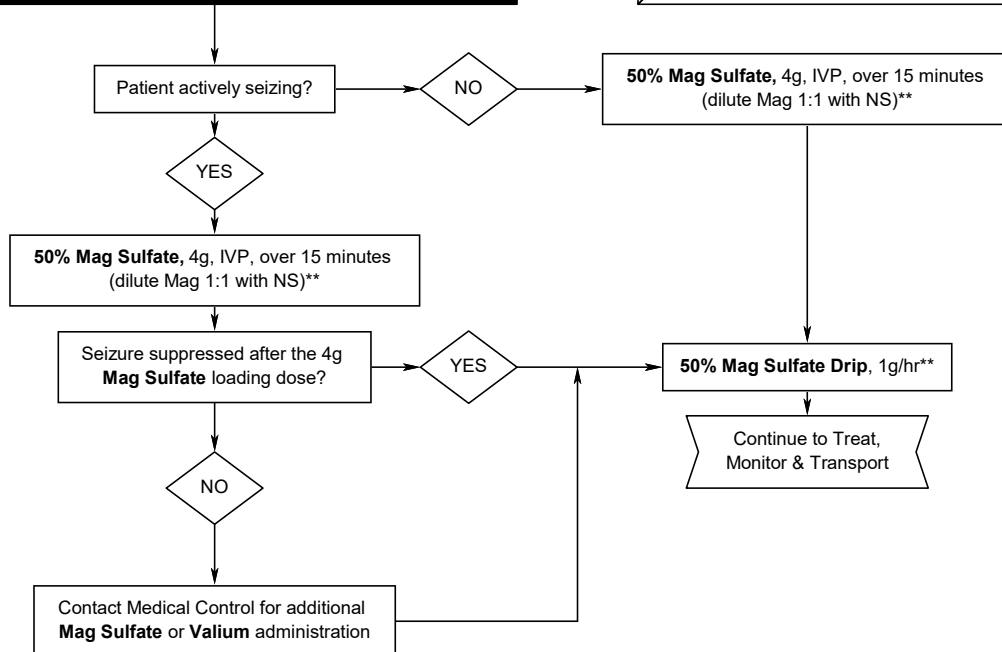 Patient actively seizing?
NO
50% Mag Sulfate, 4g, IVP, over 15 minutes
(dilute Mag 1:1 with NS)**
YES
50% Mag Sulfate, 4g, IVP, over 15 minutes
(dilute Mag 1:1 with NS)**
Seizure suppressed after the 4g
Mag Sulfate loading dose?
YES
50% Mag Sulfate Drip, 1g/hr**
Continue to Treat,
Monitor & Transport
NO
Contact Medical Control for additional
Mag Sulfate or Valium administration